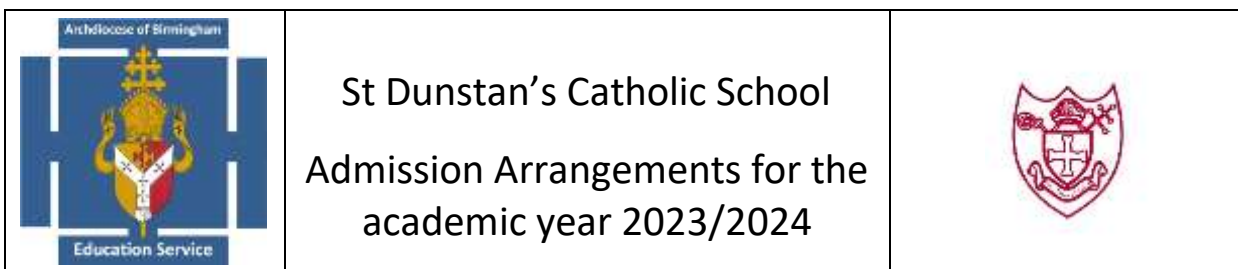 Archdiocese of Birmingham
Education Service
St Dunstan’s Catholic School
Admission Arrangements for the
academic year 2023/2024